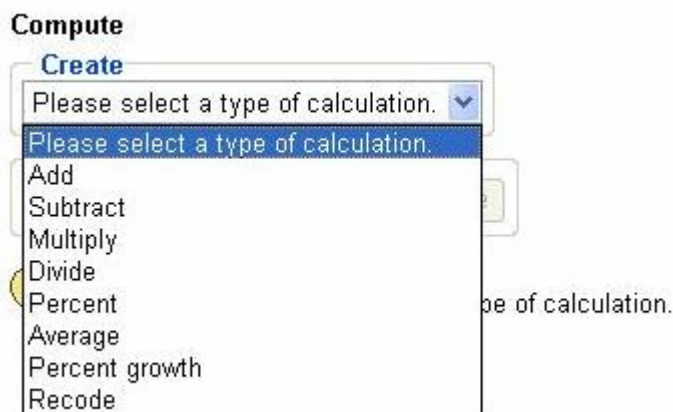 Compute
Create
Please select a type of calculation.
Please select a type of calculation.
Add
Subtract
Multiply
Divide
Percent
of calculation.
Average
Percent growth
Recode